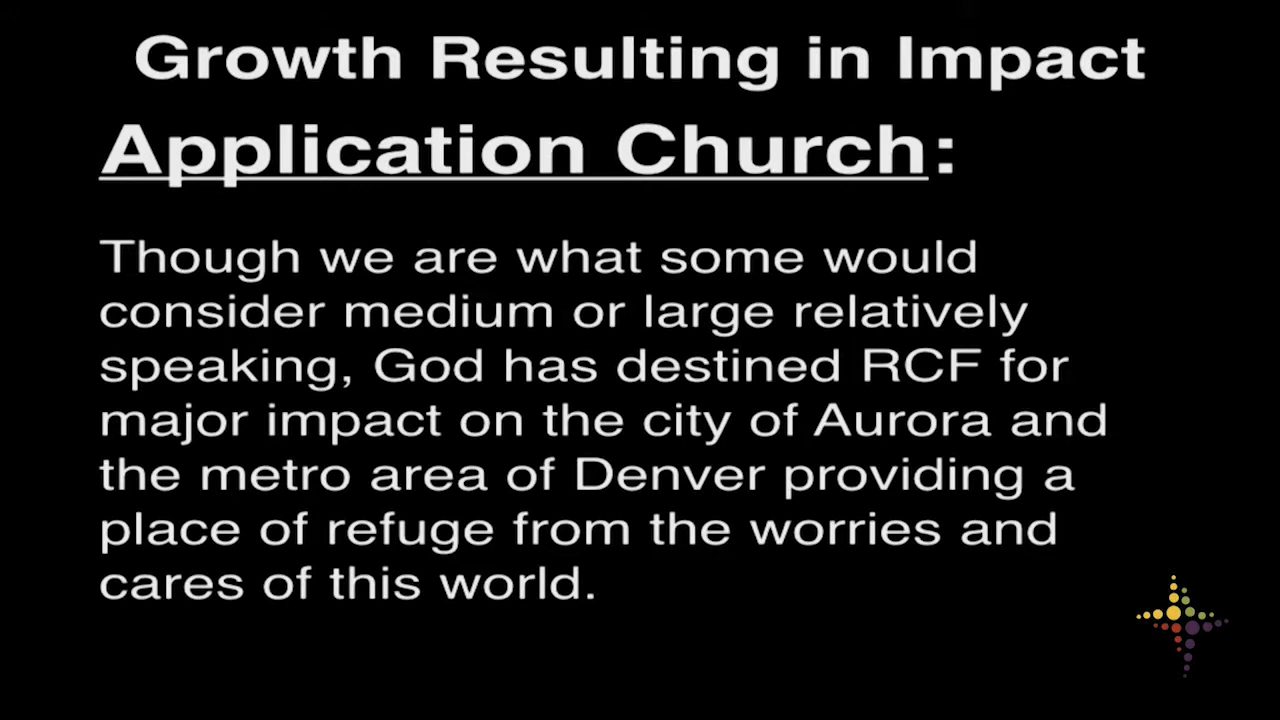 Growth Resulting in Impact
Application Church:
Though we are what some would
consider medium or large relatively
speaking, God has destined RCF for
major impact on the city of Aurora and
the metro area of Denver providing a
place of refuge from the worries and
cares of this world.